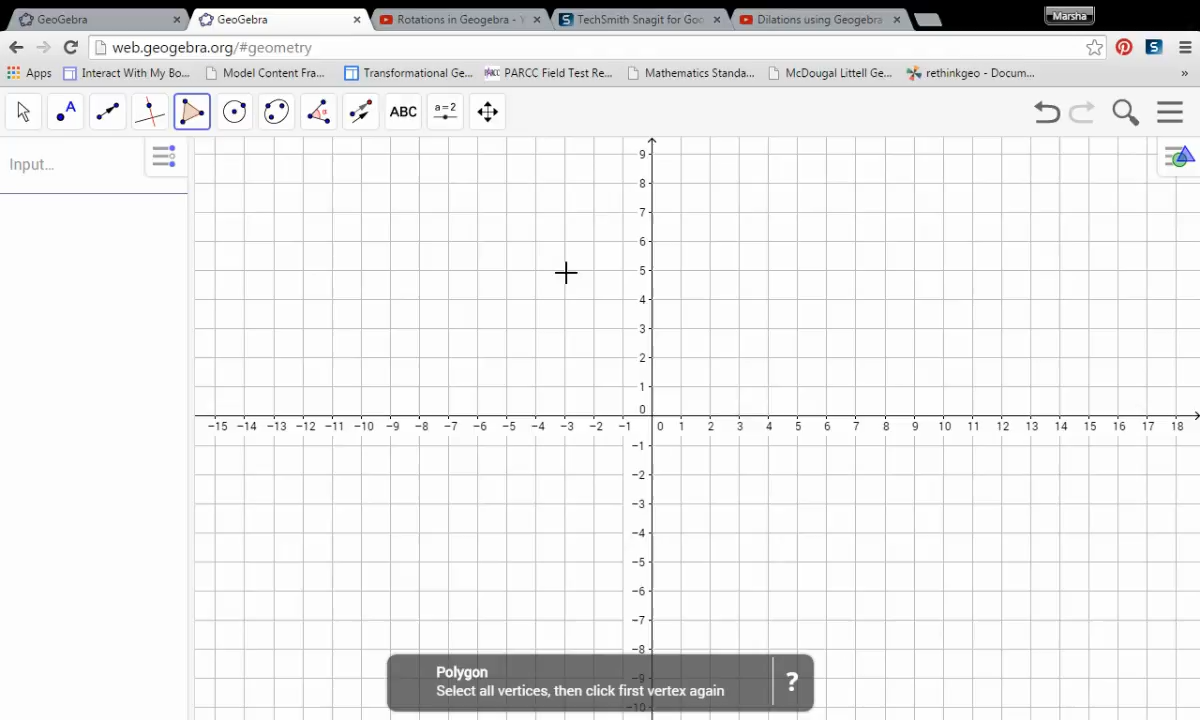 GeoGebra GeoGebra Rotations in Geogebra - Y TechSmith Snagit for Goo Dilations using Geogebra Marsha
web.geogebra.org/#geometry
Apps Interact With My Bo... Model Content Fra... Transformational Ge... PARCC PARCC Field Test Re... Mathematics Standa... McDougal Littell Ge... rethinkgeo - Docum... »
A ABC a=2
Input...
9
8
7
6
5
4
3
2
1
0
−15 −14 −13 −12 −11 −10 −9 −8 −7 −6 −5 −4 −3 −2 −1 0 1 2 3 4 5 6 7 8 9 10 11 12 13 14 15 16 17 18
−1
−2
−3
−4
−5
−6
−7
−8
−9
−10
Polygon
Select all vertices, then click first vertex again
?